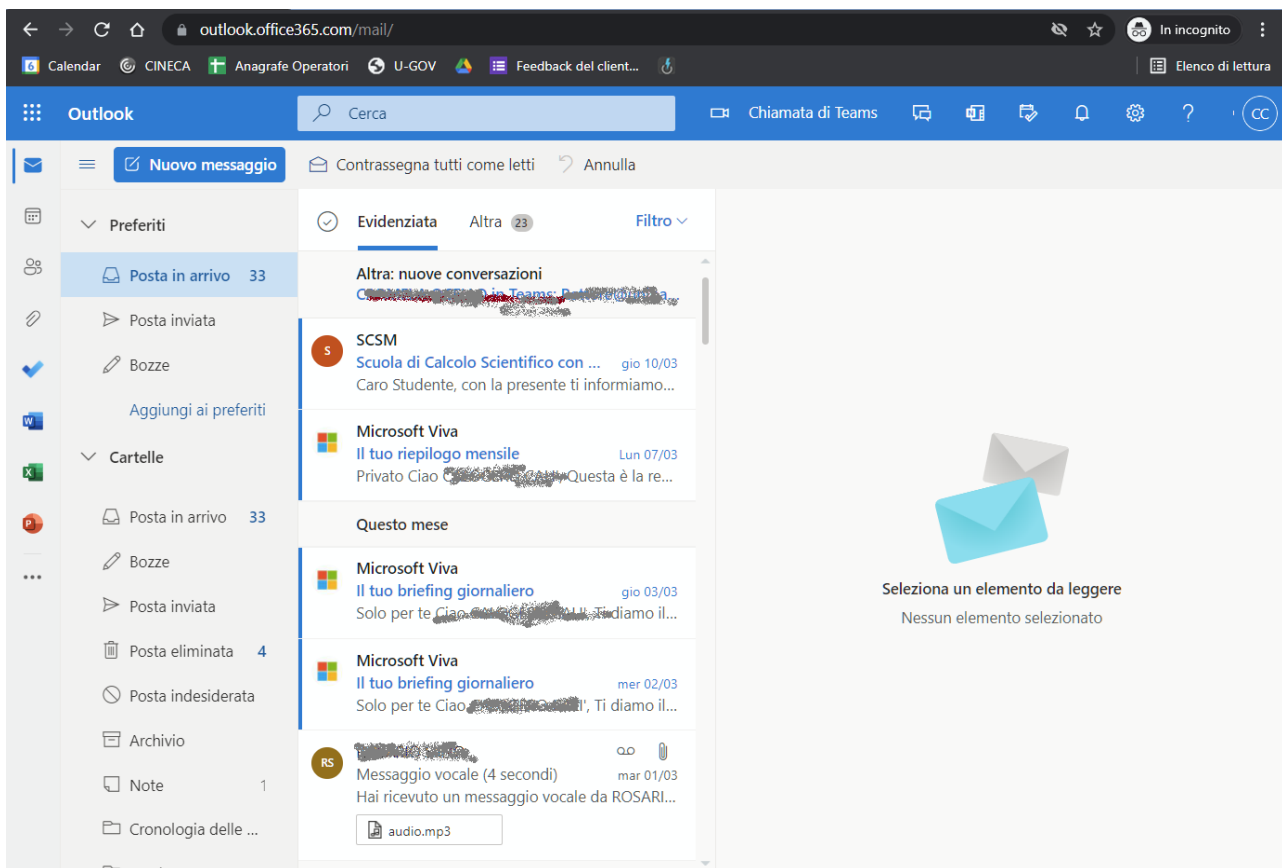 outlook.office365.com/mail/
In incognito
6 Calendar CINECA Anagrafe Operatori U-GOV Feedback del client... Elenco di lettura
Outlook Cerca Chiamata di Teams CC
Nuovo messaggio Contrassegna tutti come letti Annulla
Preferiti
Posta in arrivo 33
Posta inviata
Bozze
Aggiungi ai preferiti
Cartelle
Posta in arrivo 33
Bozze
Posta inviata
Posta eliminata 4
Posta indesiderata
Archivio
Note 1
Cronologia delle ...
Evidenziata Altra 23 Filtro
Altra: nuove conversazioni
in Teams:
S
SCSM
Scuola di Calcolo Scientifico con ... gio 10/03
Caro Studente, con la presente ti informiamo...
Microsoft Viva
Il tuo riepilogo mensile Lun 07/03
Privato Ciao Questa è la re...
Questo mese
Microsoft Viva
Il tuo briefing giornaliero gio 03/03
Solo per te Ciao diamo il...
Microsoft Viva
Il tuo briefing giornaliero mer 02/03
Solo per te Ciao Ti diamo il...
RS
Messaggio vocale (4 secondi) mar 01/03
Hai ricevuto un messaggio vocale da ROSARI...
audio.mp3
Seleziona un elemento da leggere
Nessun elemento selezionato